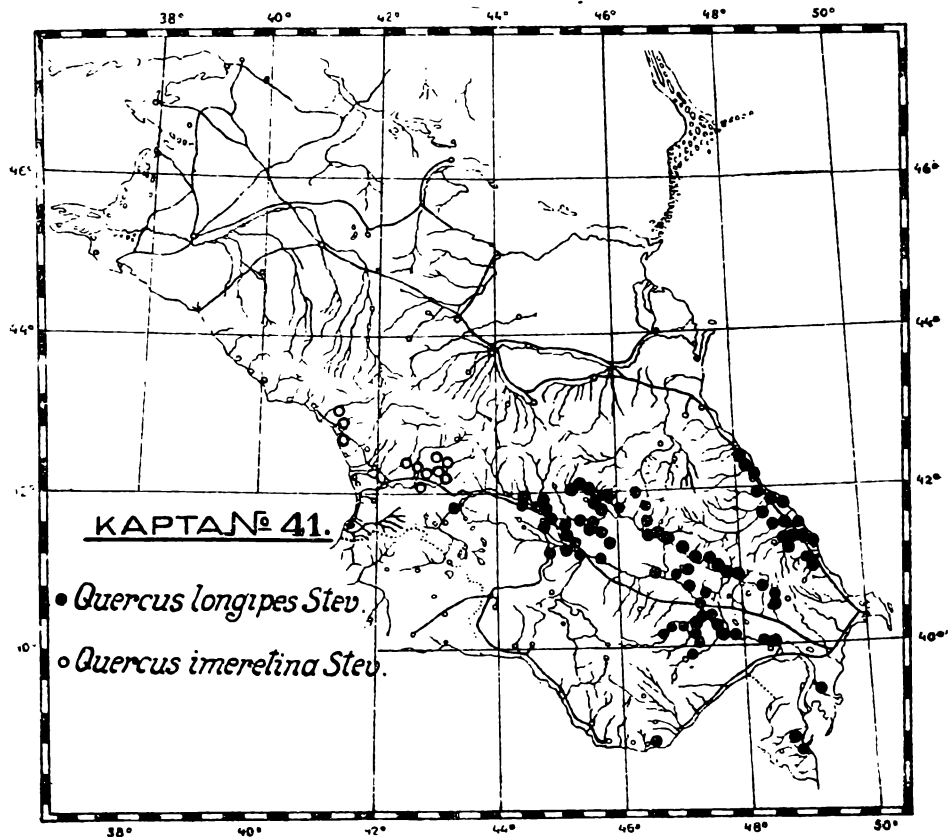 38° 40° 42° 44° 46° 48° 50°
46° 46°
44° 44°
42° 42°
КАРТА № 41.
● Quercus longipes Stev.
40° 40°
○ Quercus imeretina Stev.
38° 40° 42° 44° 46° 48° 50°